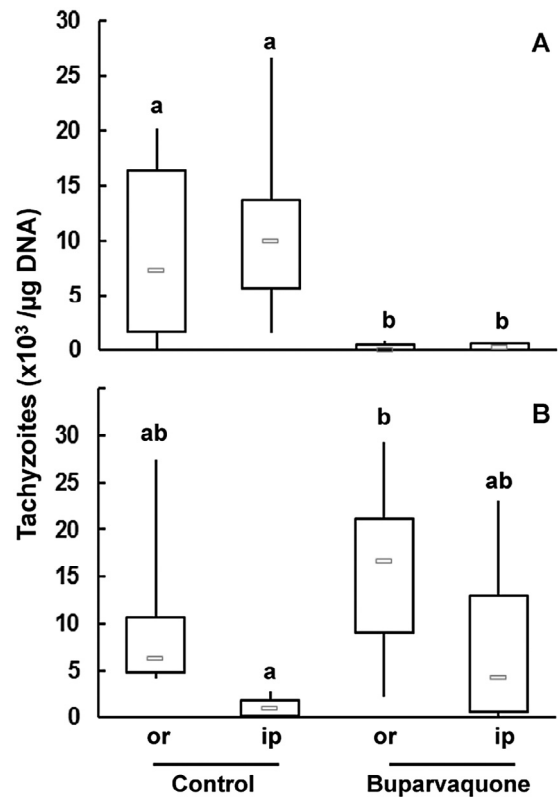 Tachyzoites (x10³ /µg DNA)
A
30
25
20
15
10
5
0
a
a
b
b
B
30
25
20
15
10
5
0
ab
a
b
ab
or ip or ip
Control Buparvaquone